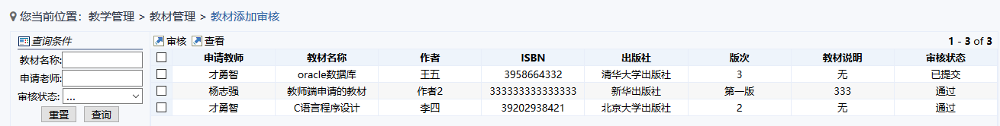 您当前位置：教学管理 > 教材管理 > 教材添加审核
查询条件
教材名称:
申请老师:
审核状态: ...
重置 查询
审核 查看 1 - 3 of 3
申请教师 教材名称 作者 ISBN 出版社 版次 教材说明 审核状态
才勇智 oracle数据库 王五 3958664332 清华大学出版社 3 无 已提交
杨志强 教师端申请的教材 作者2 333333333333333 新华出版社 第一版 333 通过
才勇智 C语言程序设计 李四 39202938421 北京大学出版社 2 无 通过